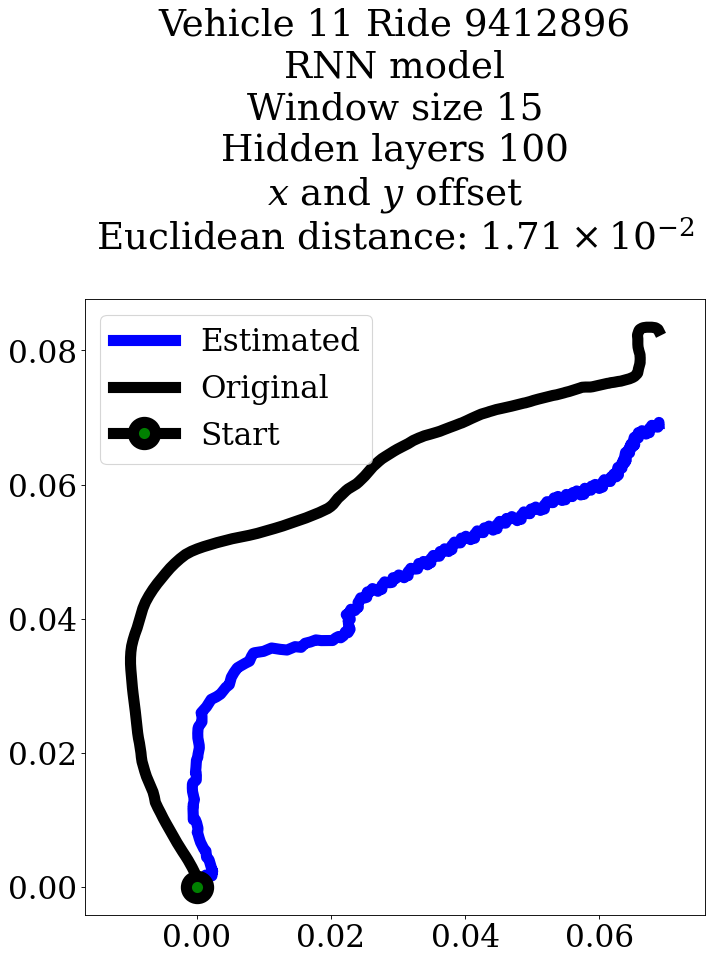 Vehicle 11 Ride 9412896
RNN model
Window size 15
Hidden layers 100
x and y offset
Euclidean distance: 1.71 × 10⁻²
Estimated
Original
Start
0.08
0.06
0.04
0.02
0.00
0.00 0.02 0.04 0.06